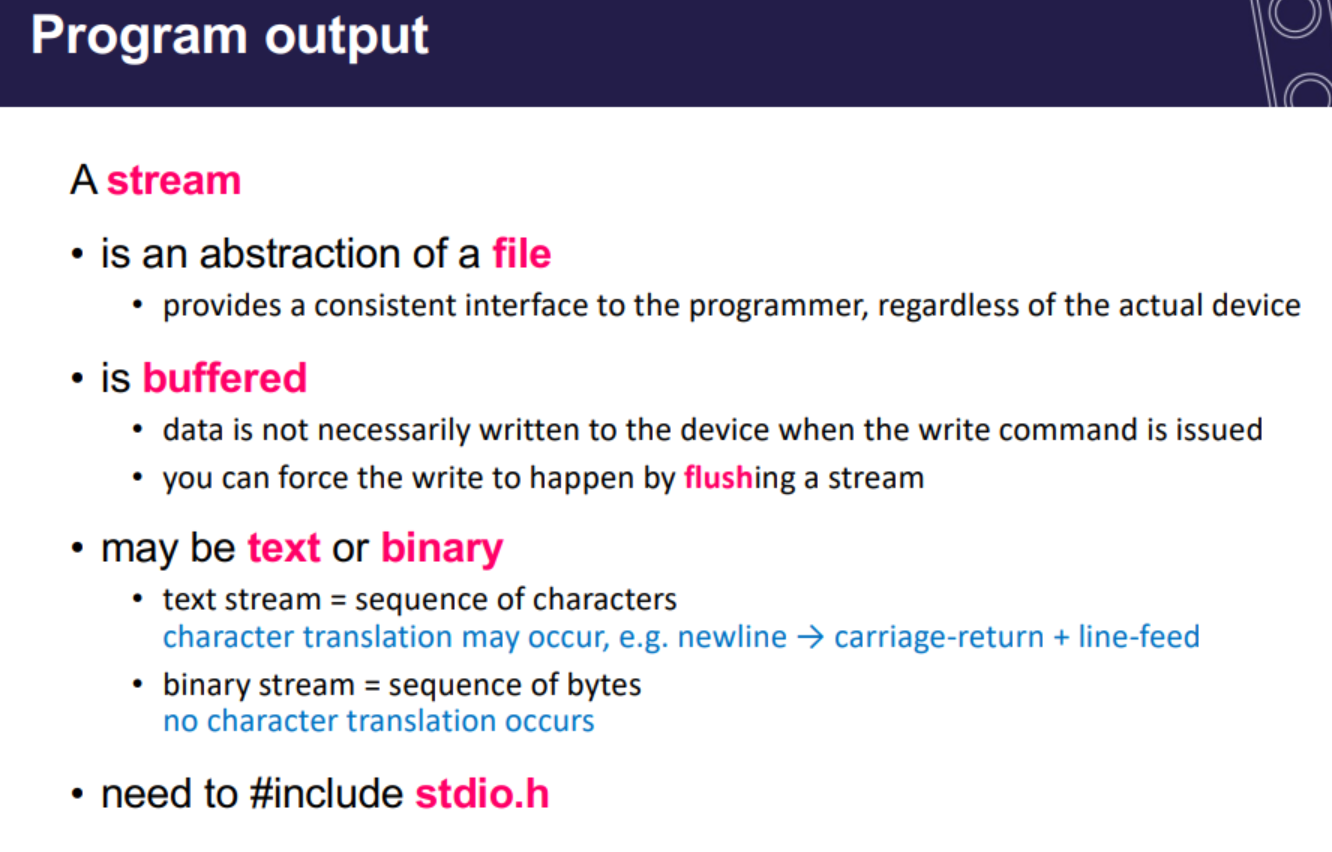 Program output
A stream
• is an abstraction of a file
• provides a consistent interface to the programmer, regardless of the actual device
• is buffered
• data is not necessarily written to the device when the write command is issued
• you can force the write to happen by flushing a stream
• may be text or binary
• text stream = sequence of characters
character translation may occur, e.g. newline → carriage-return + line-feed
• binary stream = sequence of bytes
no character translation occurs
• need to #include stdio.h